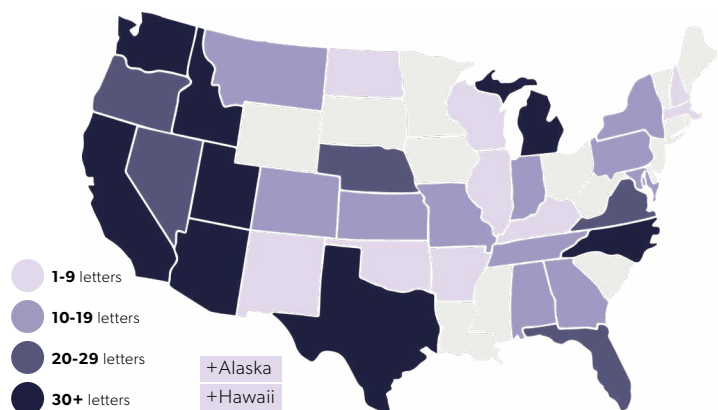 1-9 letters
10-19 letters
20-29 letters
30+ letters
+Alaska
+Hawaii